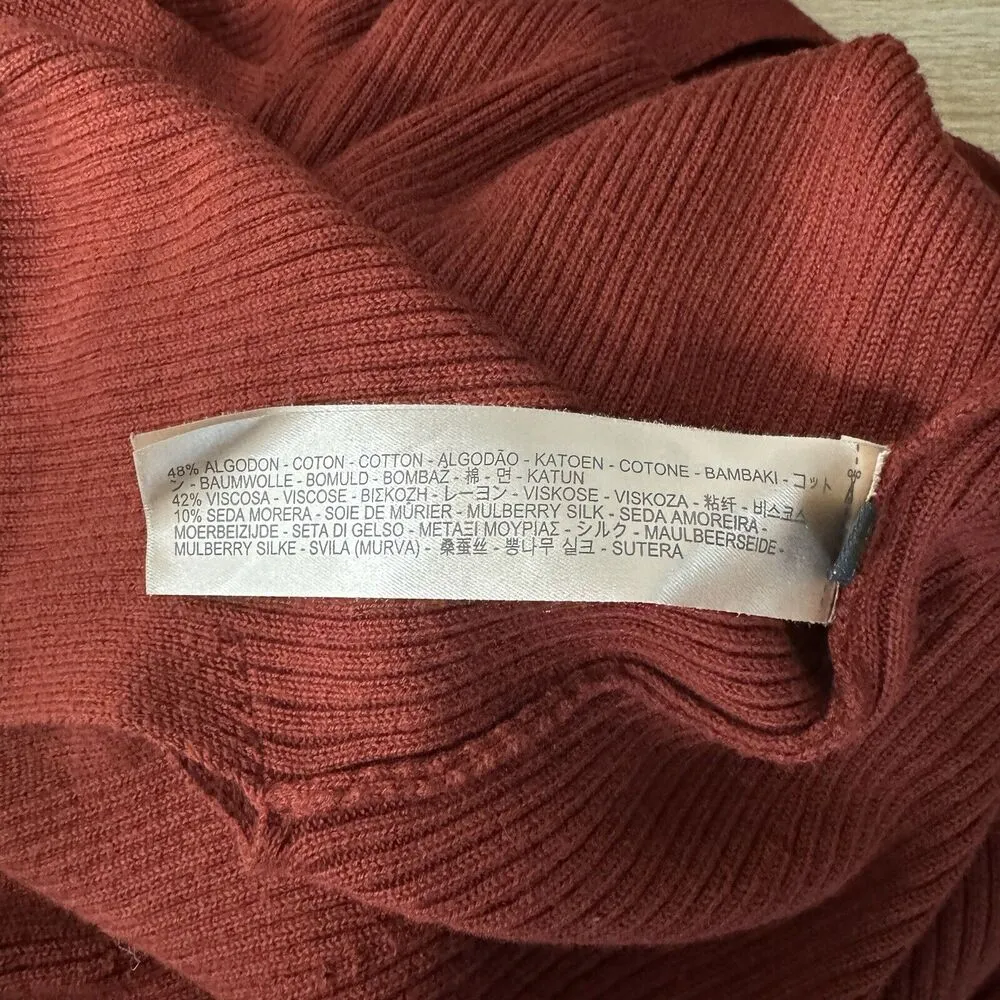 48% ALGODON - COTON - COTTON - ALGODÃO - KATOEN - COTONE - BAMBAKI - コット
ン - BAUMWOLLE - BOMULD - BOMBAŽ - 棉 - 면 - KATUN
42% VISCOSA - VISCOSE - ΒΙΣΚΟΖΗ - レーヨン - VISKOSE - VISKOZA - 粘纤 - 비스코스
10% SEDA MORERA - SOIE DE MÛRIER - MULBERRY SILK - SEDA AMOREIRA -
MOERBEIZIJDE - SETA DI GELSO - ΜΕΤΑΞΙ ΜΟΥΡΙΑΣ - シルク - MAULBEERSEIDE -
MULBERRY SILKE - SVILA (MURVA) - 桑蚕丝 - 뽕나무 실크 - SUTERA